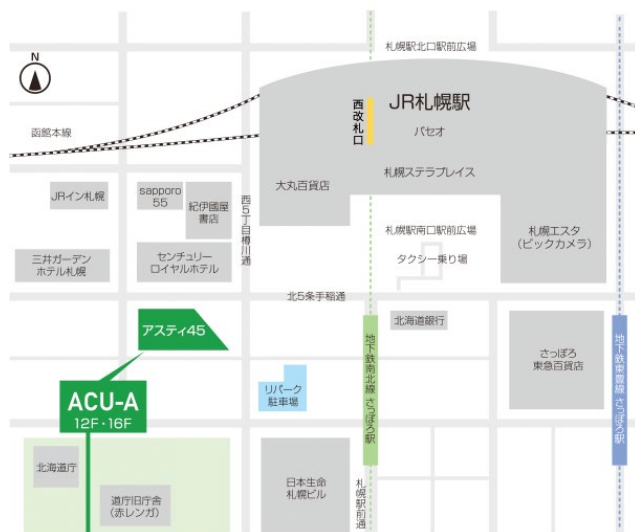 札幌駅北口駅前広場
N
JR札幌駅
西改札口
パセオ
函館本線
札幌ステラプレイス
大丸百貨店
JRイン札幌
sapporo
55
紀伊國屋
書店
西5丁目樽川通
札幌駅南口駅前広場
タクシー乗り場
札幌エスタ
(ビックカメラ)
三井ガーデン
ホテル札幌
センチュリー
ロイヤルホテル
北5条手稲通
アスティ45
北海道銀行
地下鉄南北線 さっぽろ駅
さっぽろ
東急百貨店
地下鉄東豊線 さっぽろ駅
リパーク
駐車場
ACU-A
12F・16F
北海道庁
道庁旧庁舎
(赤レンガ)
日本生命
札幌ビル
札幌駅前通